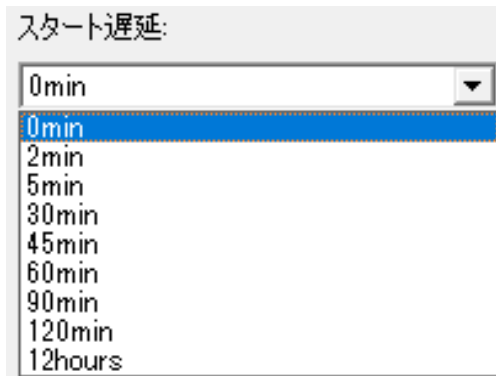 スタート遅延:
0min
0min
2min
5min
30min
45min
60min
90min
120min
12hours